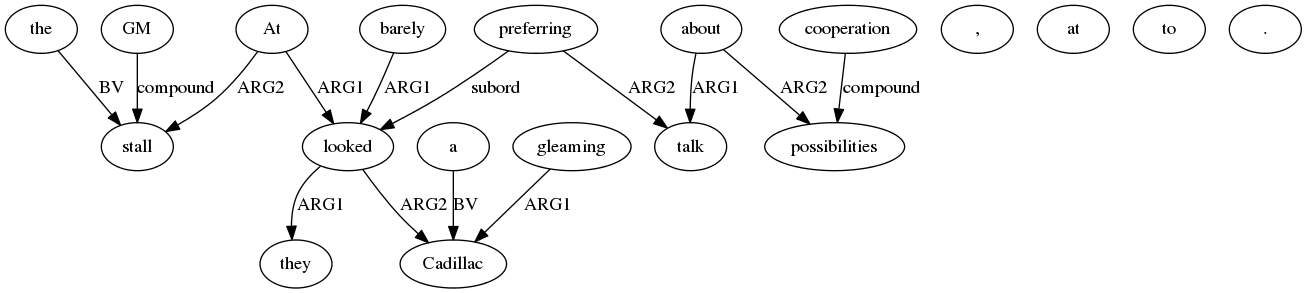 the GM At barely preferring about cooperation , at to .
BV compound ARG2 ARG1 ARG1 subord ARG2 ARG1 ARG2 compound
stall looked a gleaming talk possibilities
ARG1 ARG2 BV ARG1
they Cadillac